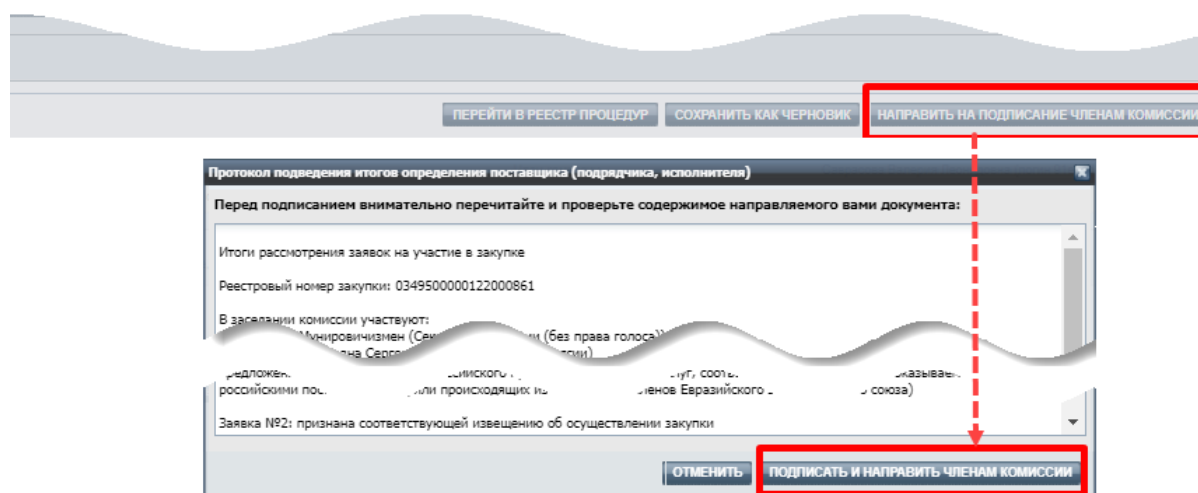 ПЕРЕЙТИ В РЕЕСТР ПРОЦЕДУР СОХРАНИТЬ КАК ЧЕРНОВИК НАПРАВИТЬ НА ПОДПИСАНИЕ ЧЛЕНАМ КОМИССИИ
Протокол подведения итогов определения поставщика (подрядчика, исполнителя)
Перед подписанием внимательно перечитайте и проверьте содержимое направляемого вами документа:
Итоги рассмотрения заявок на участие в закупке
Реестровый номер закупки: 0349500000122000861
В заседании комиссии участвуют:
(без права голоса))
российскими происходящих Евразийского союза)
Заявка №2: признана соответствующей извещению об осуществлении закупки
ОТМЕНИТЬ ПОДПИСАТЬ И НАПРАВИТЬ ЧЛЕНАМ КОМИССИИ